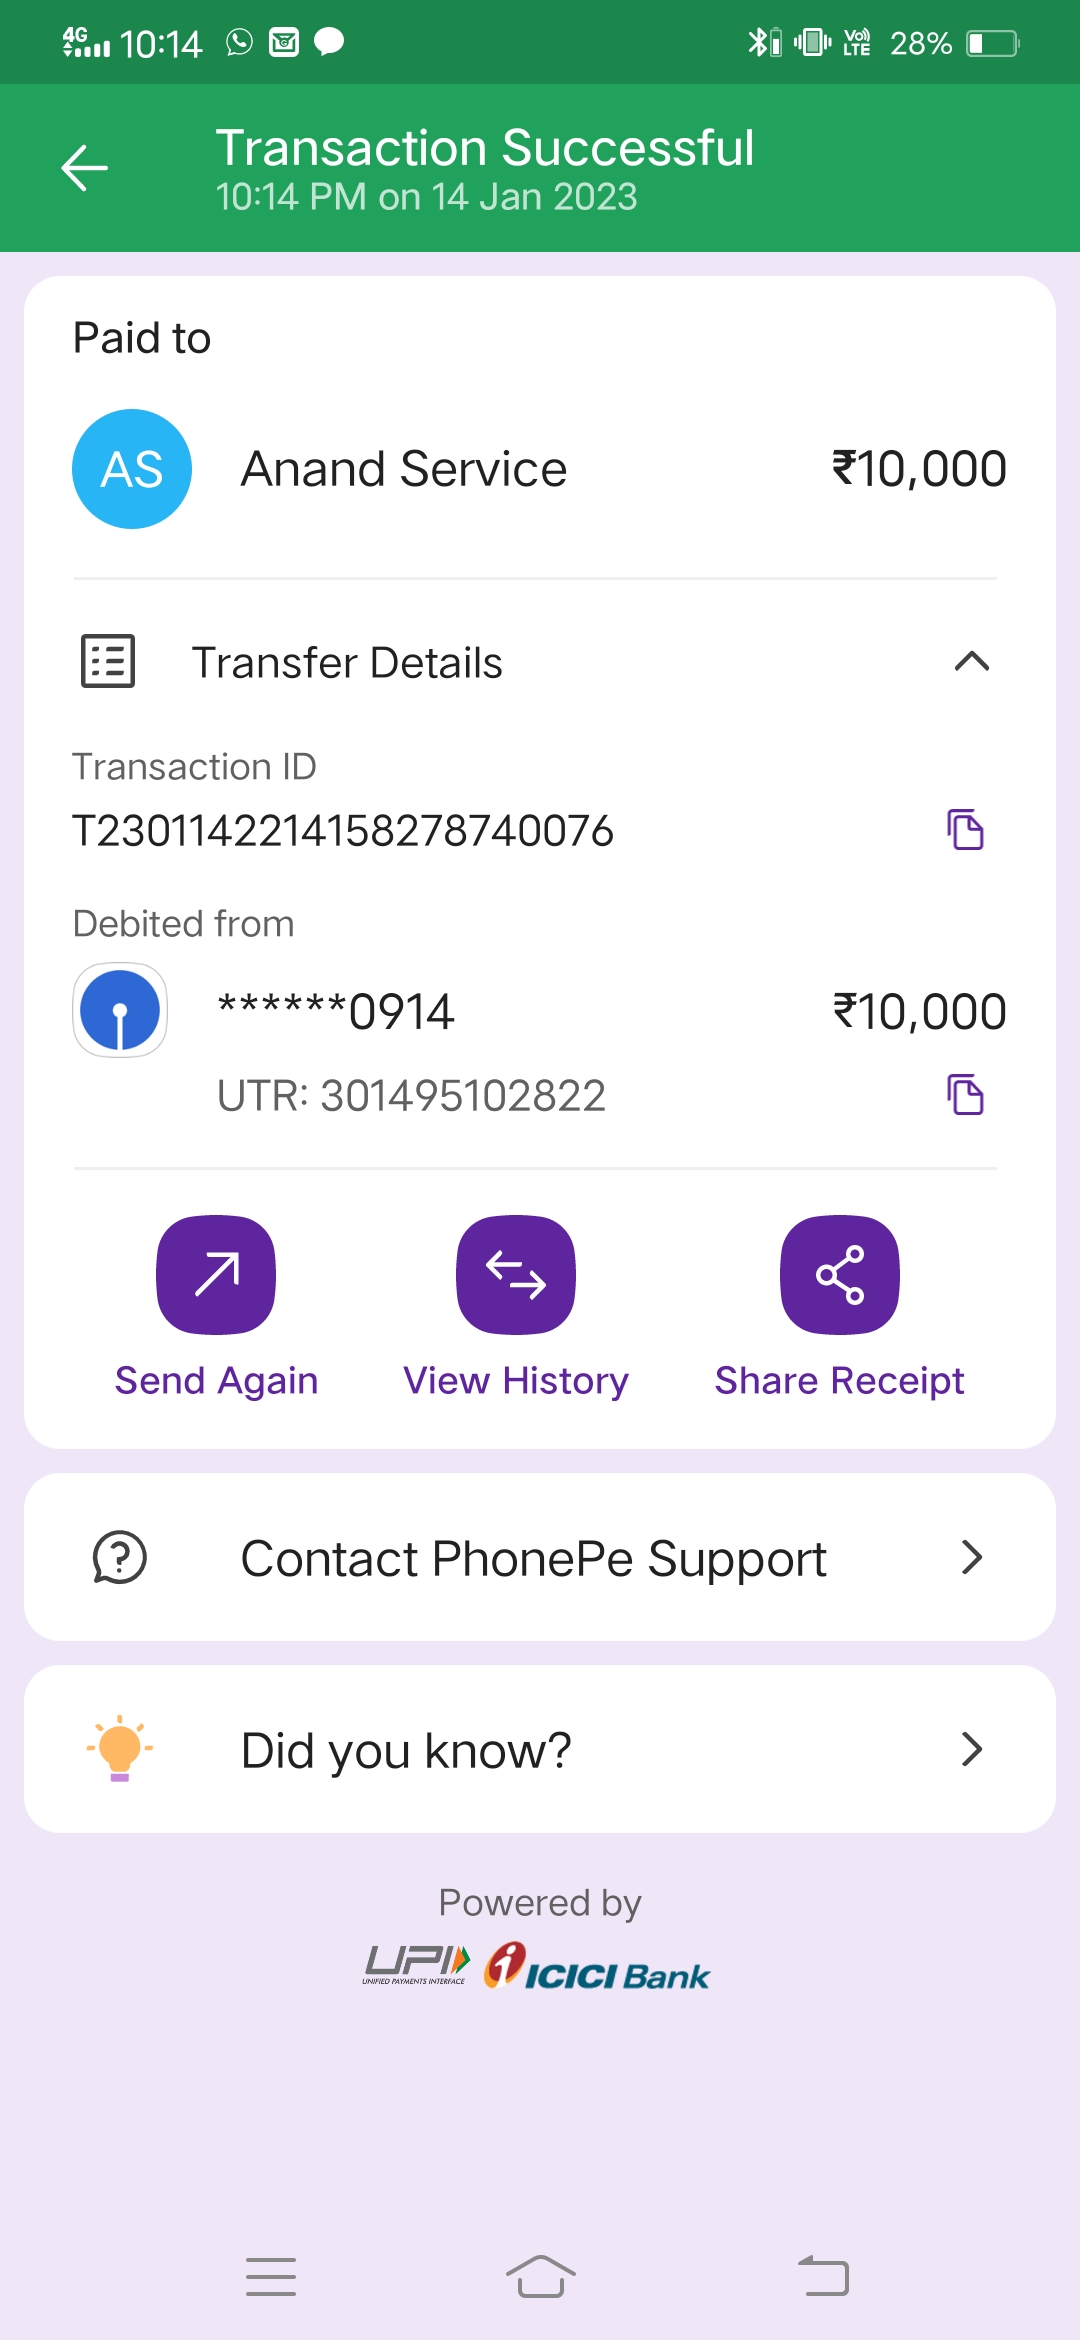 4G 10:14 VoLTE 28%
Transaction Successful
10:14 PM on 14 Jan 2023
Paid to
AS Anand Service ₹10,000
Transfer Details
Transaction ID
T2301142214158278740076
Debited from
******0914 ₹10,000
UTR: 301495102822
Send Again View History Share Receipt
Contact PhonePe Support
Did you know?
Powered by
UPI ICICI Bank
UNIFIED PAYMENTS INTERFACE